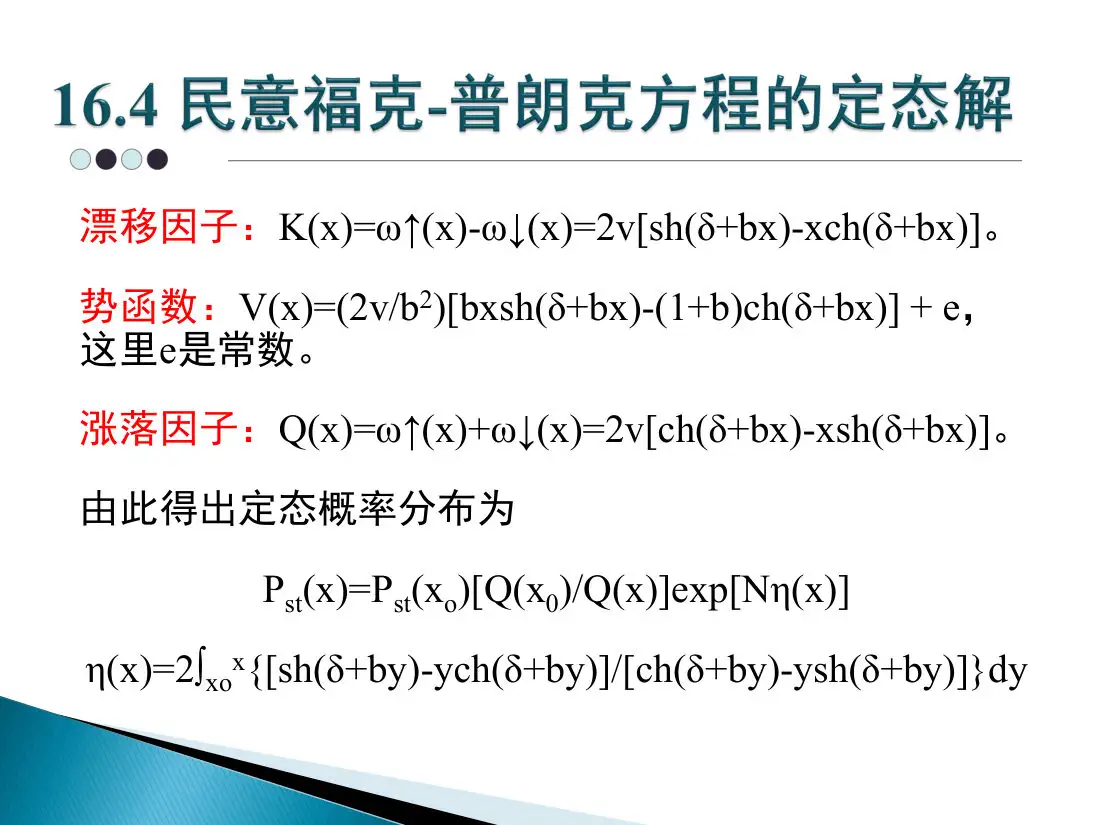 16.4 民意福克-普朗克方程的定态解
漂移因子：K(x)=ω↑(x)-ω↓(x)=2v[sh(δ+bx)-xch(δ+bx)]。
势函数：V(x)=(2v/b²)[bxsh(δ+bx)-(1+b)ch(δ+bx)] + e，
这里e是常数。
涨落因子：Q(x)=ω↑(x)+ω↓(x)=2v[ch(δ+bx)-xsh(δ+bx)]。
由此得出定态概率分布为
Pst(x)=Pst(xo)[Q(x0)/Q(x)]exp[Nη(x)]
η(x)=2∫xoˣ{[sh(δ+by)-ych(δ+by)]/[ch(δ+by)-ysh(δ+by)]}dy